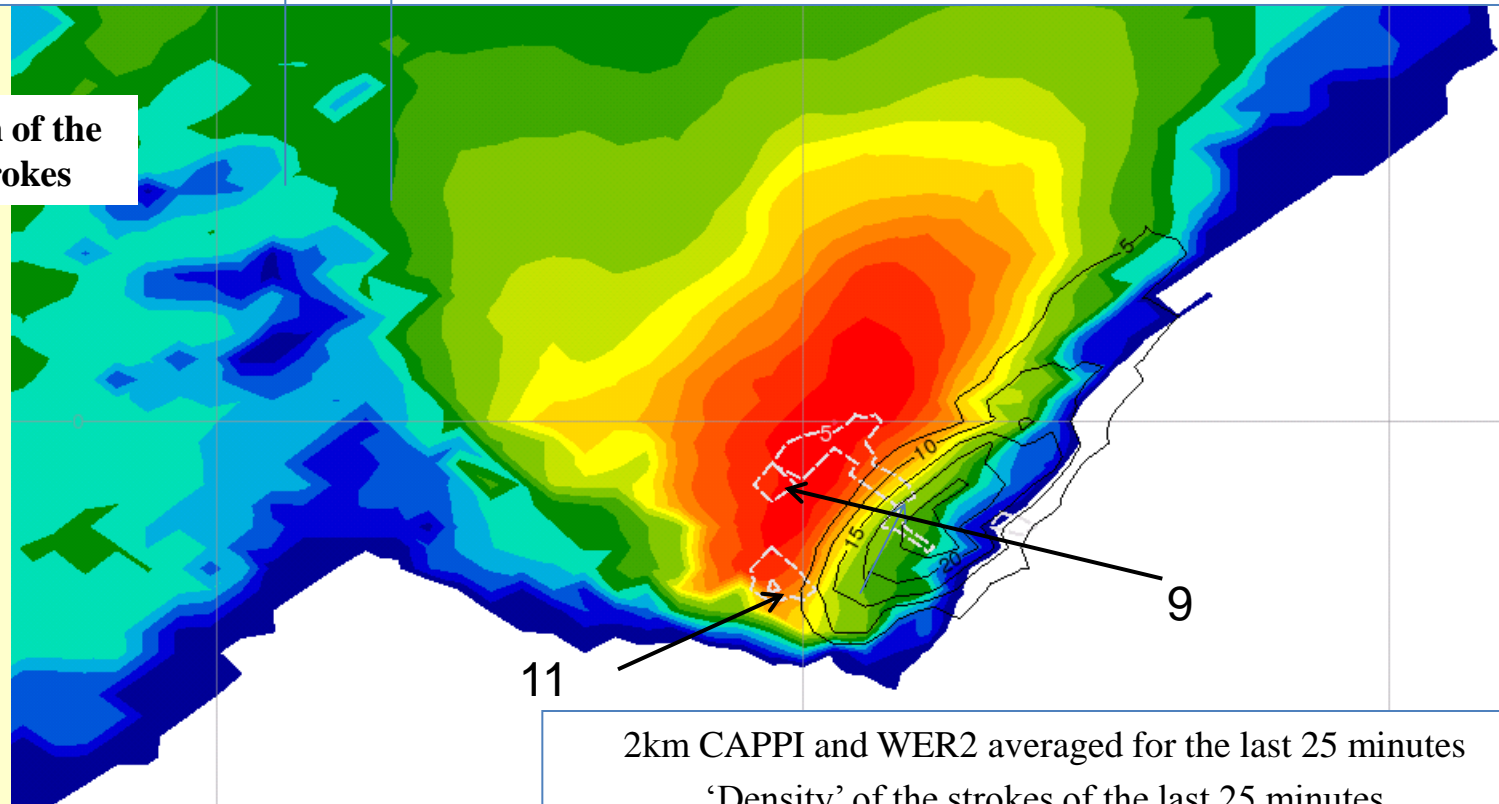 of the
rokes
5
0
5
10
15
20
9
11
2km CAPPI and WER2 averaged for the last 25 minutes
‘Density’ of the strokes of the last 25 minutes